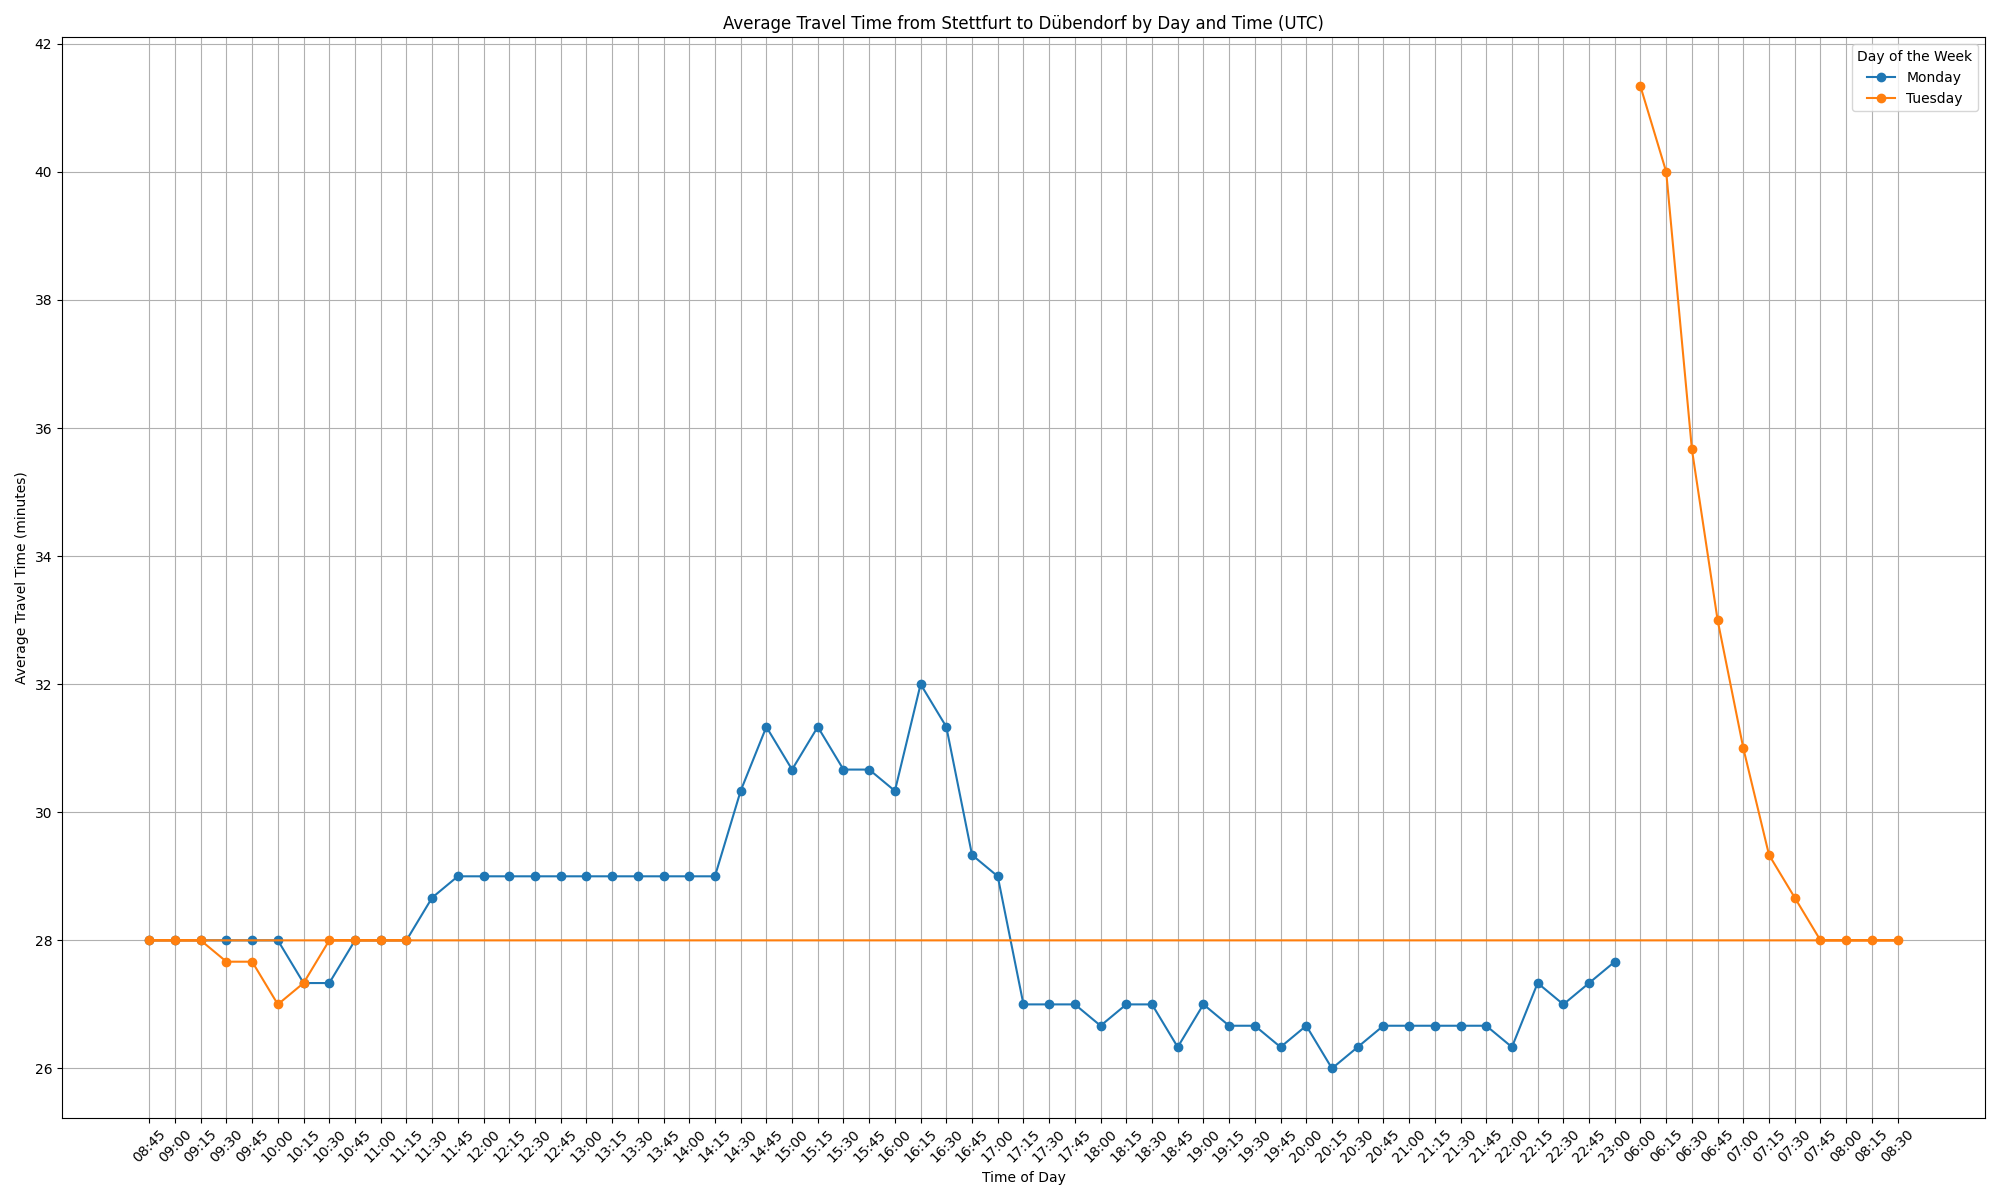 Average Travel Time from Stettfurt to Dübendorf by Day and Time (UTC)
Day of the Week
Monday
Tuesday
Average Travel Time (minutes)
42
40
38
36
34
32
30
28
26
08:45 09:00 09:15 09:30 09:45 10:00 10:15 10:30 10:45 11:00 11:15 11:30 11:45 12:00 12:15 12:30 12:45 13:00 13:15 13:30 13:45 14:00 14:15 14:30 14:45 15:00 15:15 15:30 15:45 16:00 16:15 16:30 16:45 17:00 17:15 17:30 17:45 18:00 18:15 18:30 18:45 19:00 19:15 19:30 19:45 20:00 20:15 20:30 20:45 21:00 21:15 21:30 21:45 22:00 22:15 22:30 22:45 23:00 06:00 06:15 06:30 06:45 07:00 07:15 07:30 07:45 08:00 08:15 08:30
Time of Day